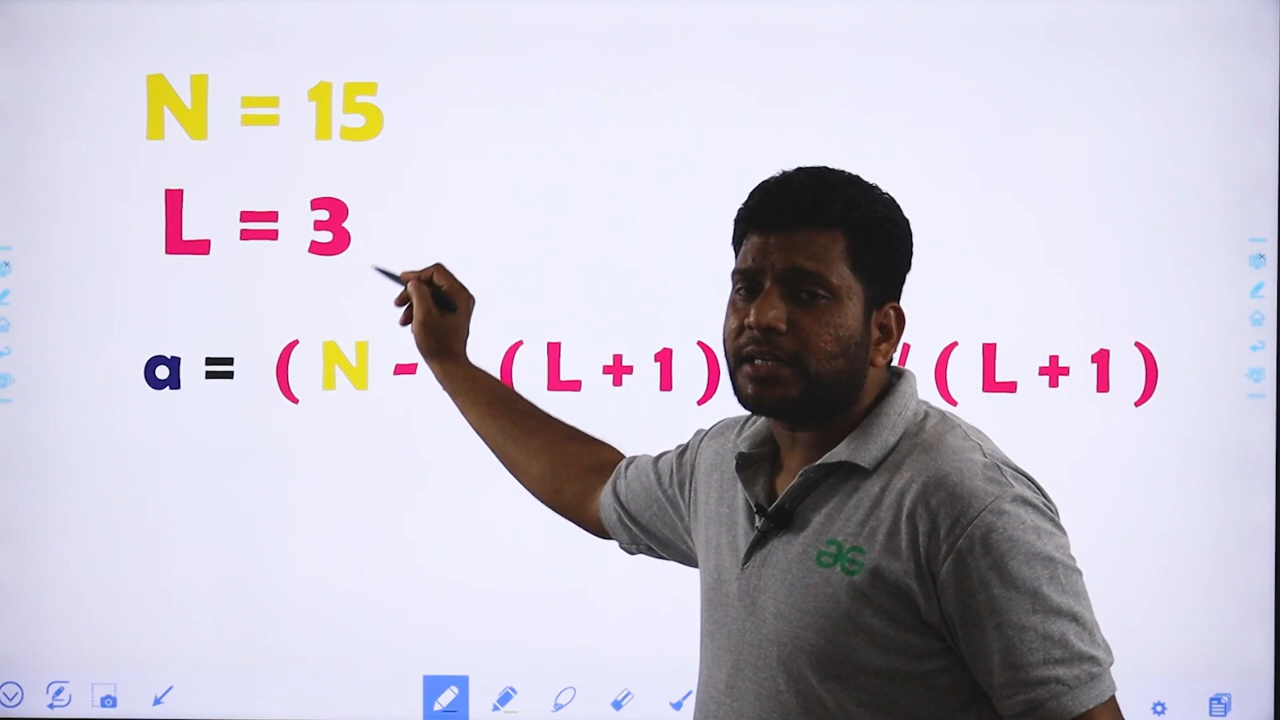 N = 15
L = 3
a = ( N - ( L + 1 ) / ( L + 1 )